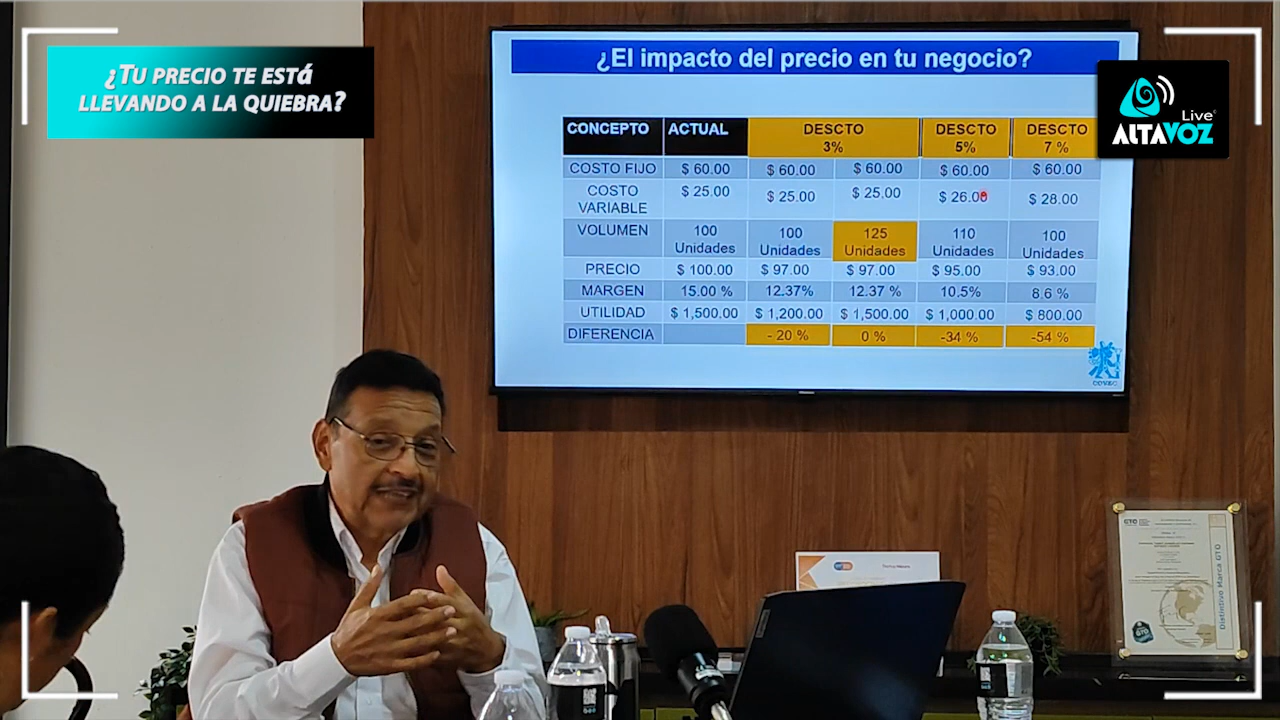 ¿TU PRECIO TE ESTá
LLEVANDO A LA QUIEBRA?
¿El impacto del precio en tu negocio?
Live
ALTAVOZ
CONCEPTO ACTUAL DESCTO 3% DESCTO 5% DESCTO 7 %
COSTO FIJO $ 60.00 $ 60.00 $ 60.00 $ 60.00 $ 60.00
COSTO VARIABLE $ 25.00 $ 25.00 $ 25.00 $ 26.00 $ 28.00
VOLUMEN 100 Unidades 100 Unidades 125 Unidades 110 Unidades 100 Unidades
PRECIO $ 100.00 $ 97.00 $ 97.00 $ 95.00 $ 93.00
MARGEN 15.00 % 12.37% 12.37 % 10.5% 8.6 %
UTILIDAD $ 1,500.00 $ 1,200.00 $ 1,500.00 $ 1,000.00 $ 800.00
DIFERENCIA - 20 % 0 % -34 % -54 %
GTO
Distintivo Marca GTO